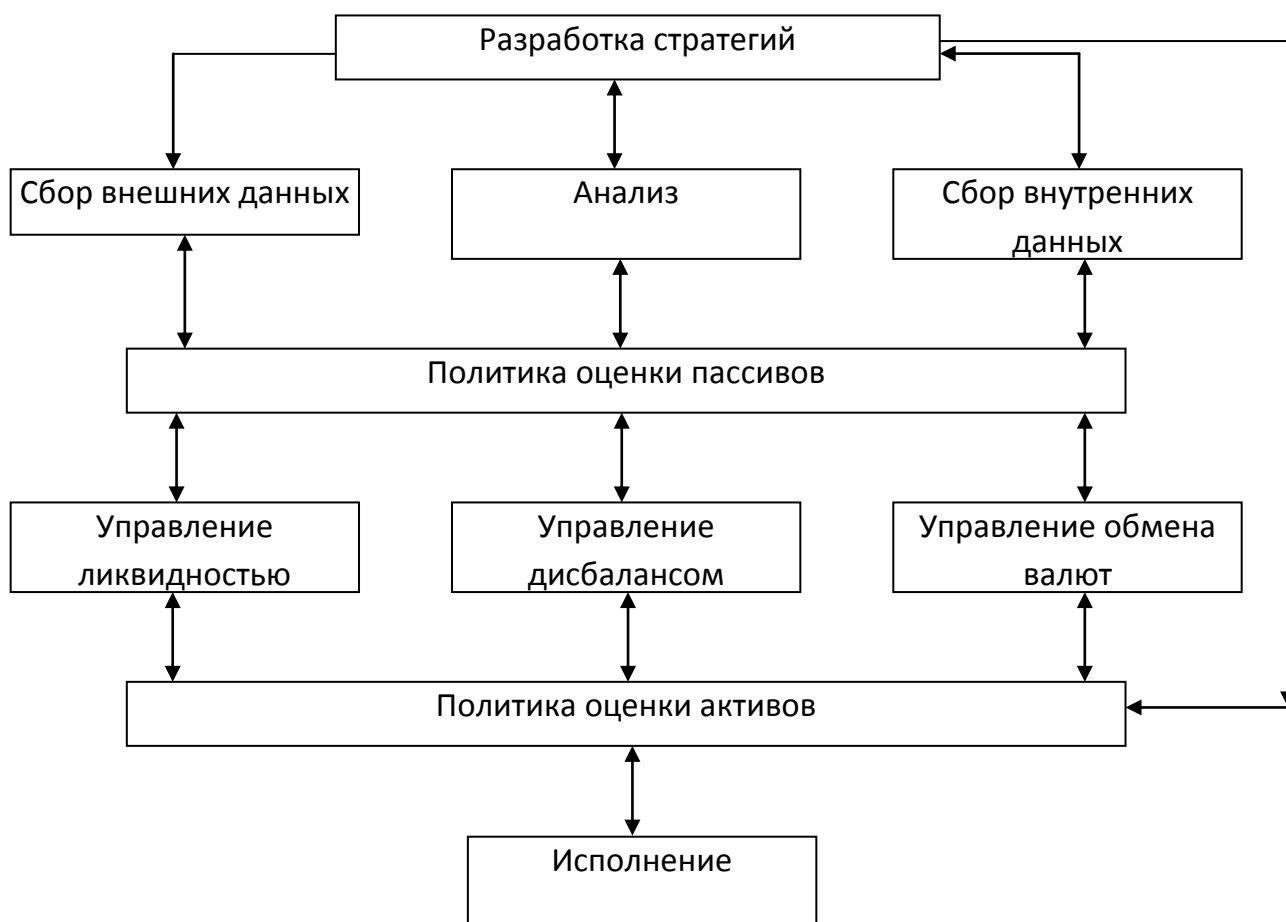 Разработка стратегий
Сбор внешних данных
Анализ
Сбор внутренних
данных
Политика оценки пассивов
Управление
ликвидностью
Управление
дисбалансом
Управление обмена
валют
Политика оценки активов
Исполнение